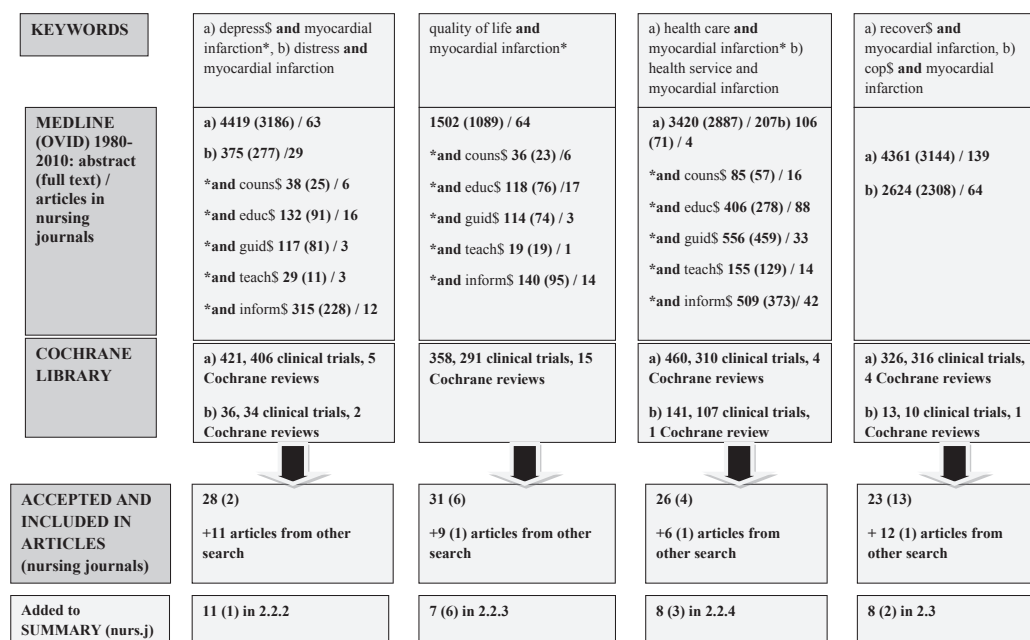 KEYWORDS
a) depress$ and myocardial
infarction*, b) distress and
myocardial infarction
quality of life and
myocardial infarction*
a) health care and
myocardial infarction* b)
health service and
myocardial infarction
a) recover$ and
myocardial infarction, b)
cop$ and myocardial
infarction
MEDLINE
(OVID) 1980-
2010: abstract
(full text) /
articles in
nursing
journals
a) 4419 (3186) / 63
b) 375 (277) /29
*and couns$ 38 (25) / 6
*and educ$ 132 (91) / 16
*and guid$ 117 (81) / 3
*and teach$ 29 (11) / 3
*and inform$ 315 (228) / 12
1502 (1089) / 64
*and couns$ 36 (23) /6
*and educ$ 118 (76) /17
*and guid$ 114 (74) / 3
*and teach$ 19 (19) / 1
*and inform$ 140 (95) / 14
a) 3420 (2887) / 207b) 106
(71) / 4
*and couns$ 85 (57) / 16
*and educ$ 406 (278) / 88
*and guid$ 556 (459) / 33
*and teach$ 155 (129) / 14
*and inform$ 509 (373)/ 42
a) 4361 (3144) / 139
b) 2624 (2308) / 64
COCHRANE
LIBRARY
a) 421, 406 clinical trials, 5
Cochrane reviews
b) 36, 34 clinical trials, 2
Cochrane reviews
358, 291 clinical trials, 15
Cochrane reviews
a) 460, 310 clinical trials, 4
Cochrane reviews
b) 141, 107 clinical trials,
1 Cochrane review
a) 326, 316 clinical trials,
4 Cochrane reviews
b) 13, 10 clinical trials, 1
Cochrane reviews
ACCEPTED AND
INCLUDED IN
ARTICLES
(nursing journals)
28 (2)
+11 articles from other
search
31 (6)
+9 (1) articles from other
search
26 (4)
+6 (1) articles from
other search
23 (13)
+ 12 (1) articles from
other search
Added to
SUMMARY (nurs.j)
11 (1) in 2.2.2
7 (6) in 2.2.3
8 (3) in 2.2.4
8 (2) in 2.3